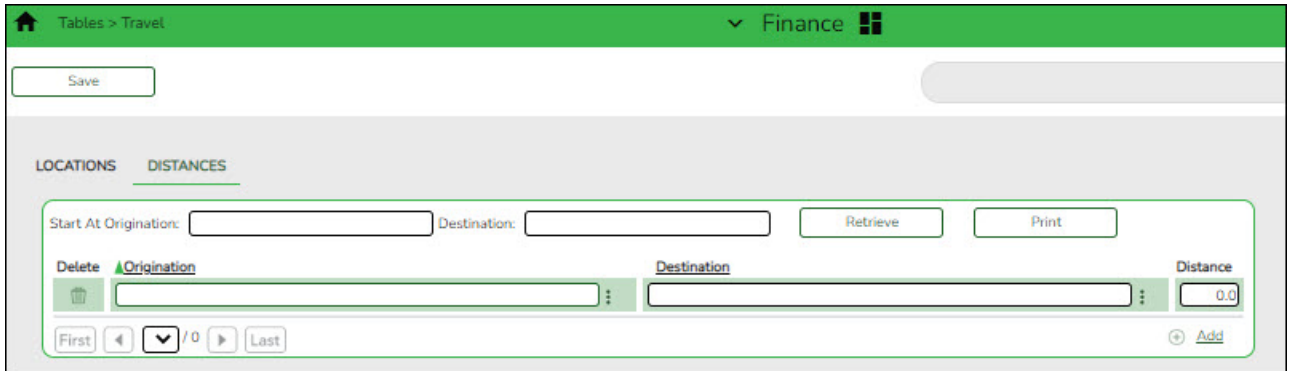 Tables > Travel
Finance
Save
LOCATIONS DISTANCES
Start At Origination: Destination: Retrieve Print
Delete Origination Destination Distance
0.0
First / 0 Last Add